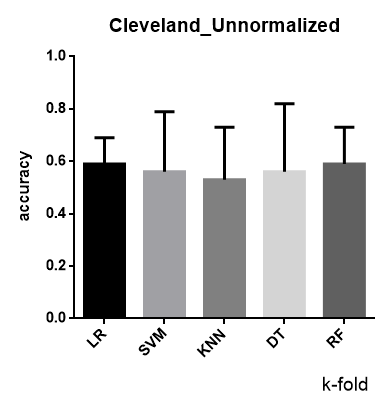 Cleveland_Unnormalized
accuracy
1.0
0.8
0.6
0.4
0.2
0.0
LR
SVM
KNN
DT
RF
k-fold